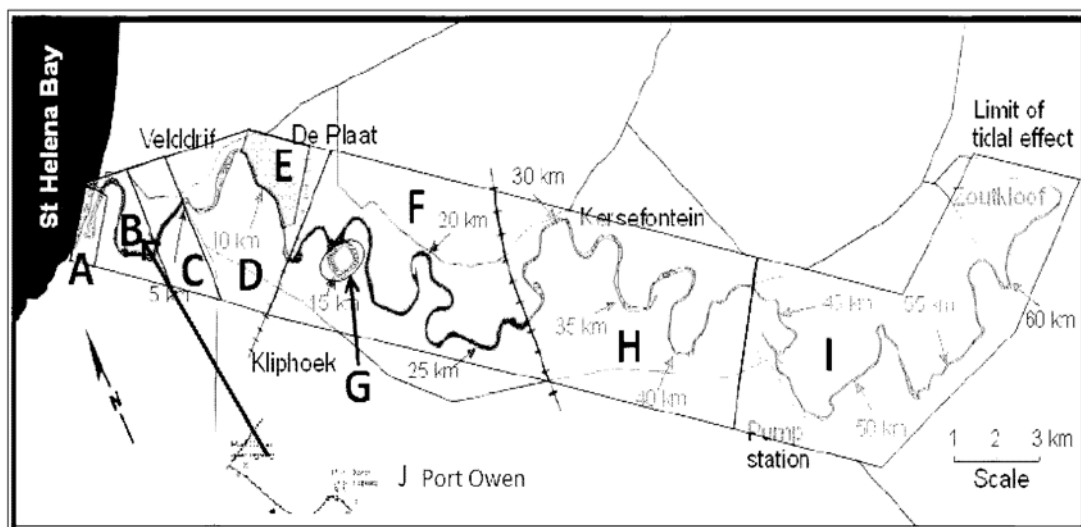 St Helena Bay
Velddrif
De Plaat
Limit of
tidal effect
E
30 km
Zoutkloof
F
20 km
Kersefontein
B
10 km
A
C
D
15 km
45 km
55 km
5 km
35 km
60 km
Kliphoek
H
I
G
25 km
40 km
50 km
N
Pump
station
1 2 3 km
Scale
J Port Owen